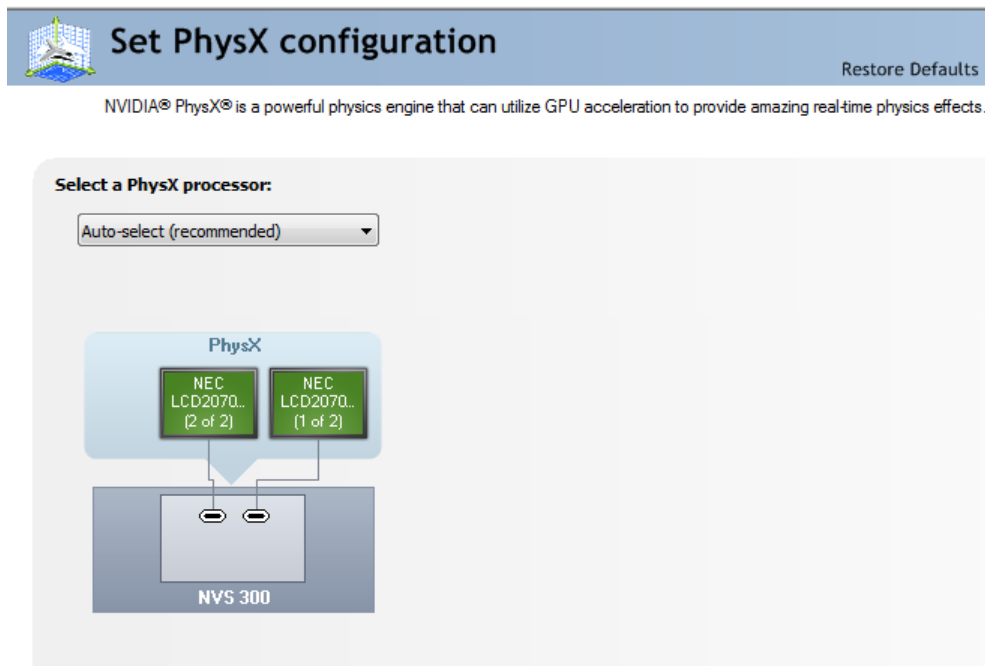 Set PhysX configuration
Restore Defaults
NVIDIA® PhysX® is a powerful physics engine that can utilize GPU acceleration to provide amazing real-time physics effects.
Select a PhysX processor:
Auto-select (recommended)
PhysX
NEC
LCD2070...
(2 of 2)
NEC
LCD2070...
(1 of 2)
NVS 300